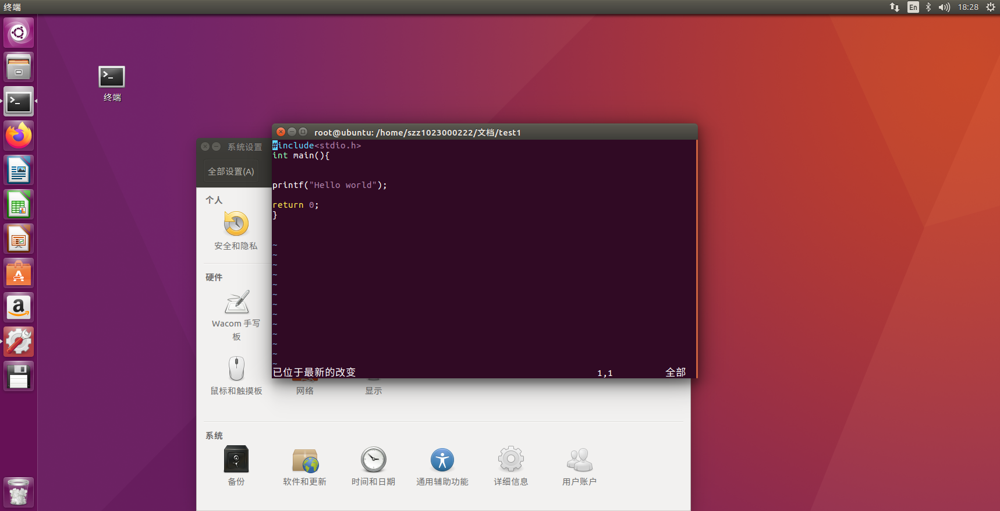 终端
En
18:28
终端
root@ubuntu: /home/szz1023000222/文档/test1
#include<stdio.h>
int main(){
printf("Hello world");
return 0;
}
~
~
~
~
~
~
~
~
~
~
~
~
~
已位于最新的改变 1,1 全部
系统设置
全部设置(A)
个人
安全和隐私
硬件
Wacom 手写
板
鼠标和触摸板 网络 显示
系统
备份 软件和更新 时间和日期 通用辅助功能 详细信息 用户账户